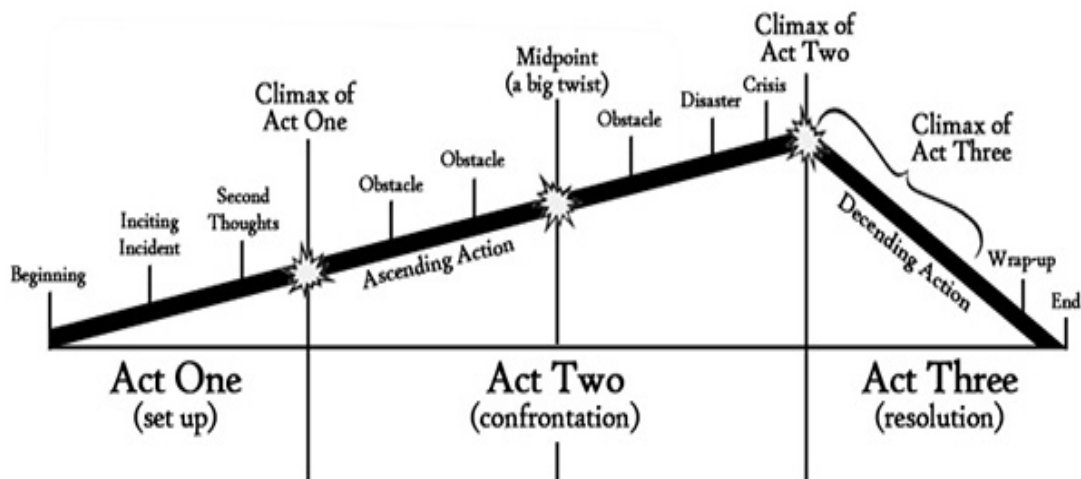 Beginning
Inciting
Incident
Second
Thoughts
Climax of
Act One
Obstacle
Obstacle
Ascending Action
Midpoint
(a big twist)
Obstacle
Disaster
Crisis
Climax of
Act Two
Climax of
Act Three
Decending Action
Wrap-up
End
Act One
(set up)
Act Two
(confrontation)
Act Three
(resolution)